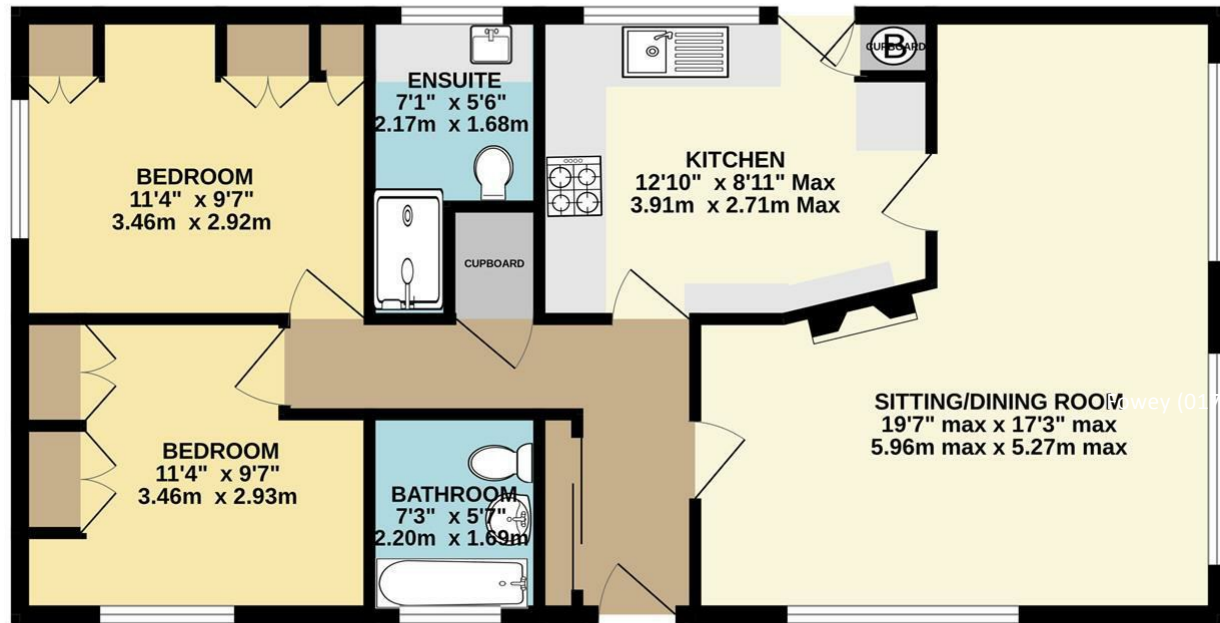 ENSUITE
7'1" x 5'6"
2.17m x 1.68m
B
CUPBOARD
BEDROOM
11'4" x 9'7"
3.46m x 2.92m
KITCHEN
12'10" x 8'11" Max
3.91m x 2.71m Max
CUPBOARD
SITTING/DINING ROOM
19'7" max x 17'3" max
5.96m max x 5.27m max
Fowey (017
BEDROOM
11'4" x 9'7"
3.46m x 2.93m
BATHROOM
7'3" x 5'7"
2.20m x 1.69m